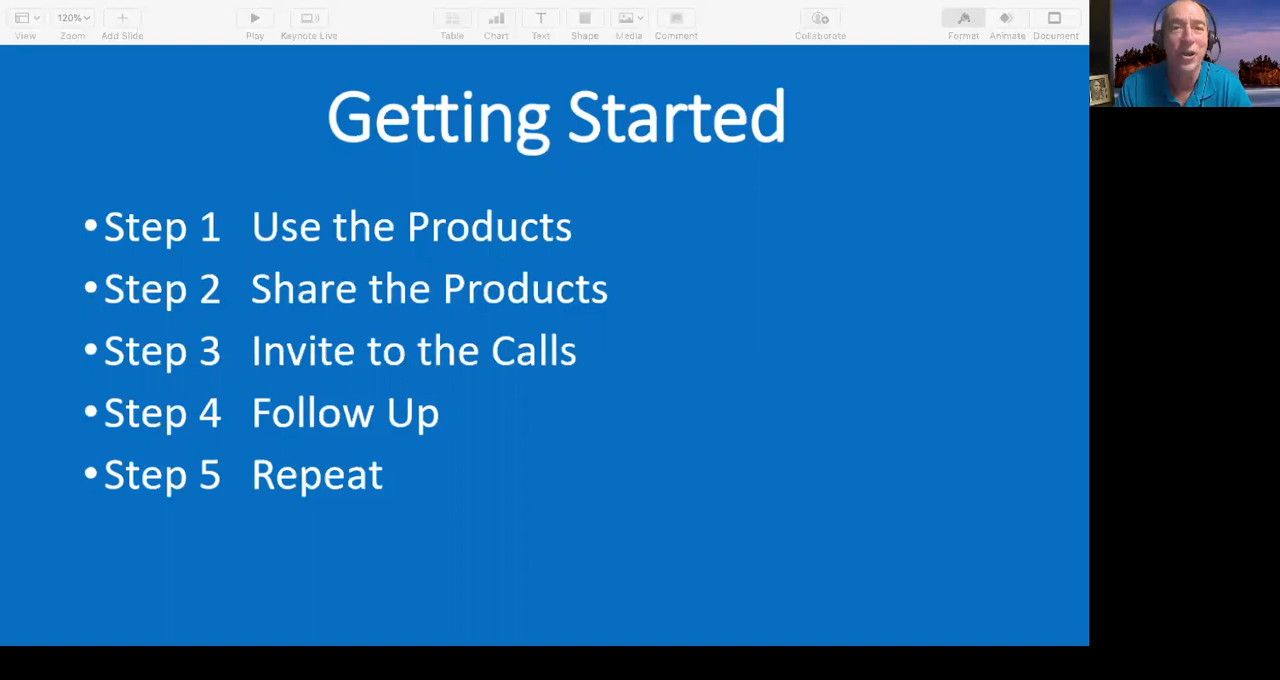 View
120%
Zoom
Add Slide
Play
Keynote Live
Table
Chart
Text
Shape
Media
Comment
Collaborate
Format
Animate
Document
Getting Started
•Step 1 Use the Products
•Step 2 Share the Products
•Step 3 Invite to the Calls
•Step 4 Follow Up
•Step 5 Repeat